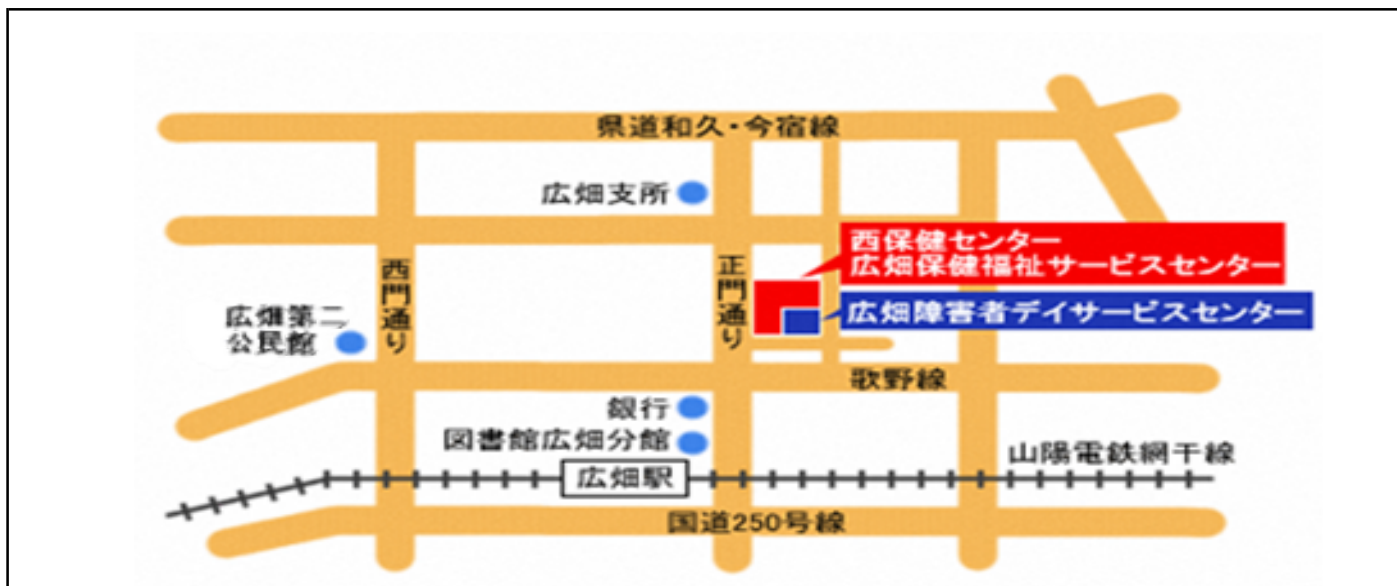 県道和久・今宿線
広畑支所
西保健センター
広畑保健福祉サービスセンター
西門通り
正門通り
広畑障害者デイサービスセンター
広畑第二
公民館
歌野線
銀行
図書館広畑分館
山陽電鉄網干線
広畑駅
国道250号線